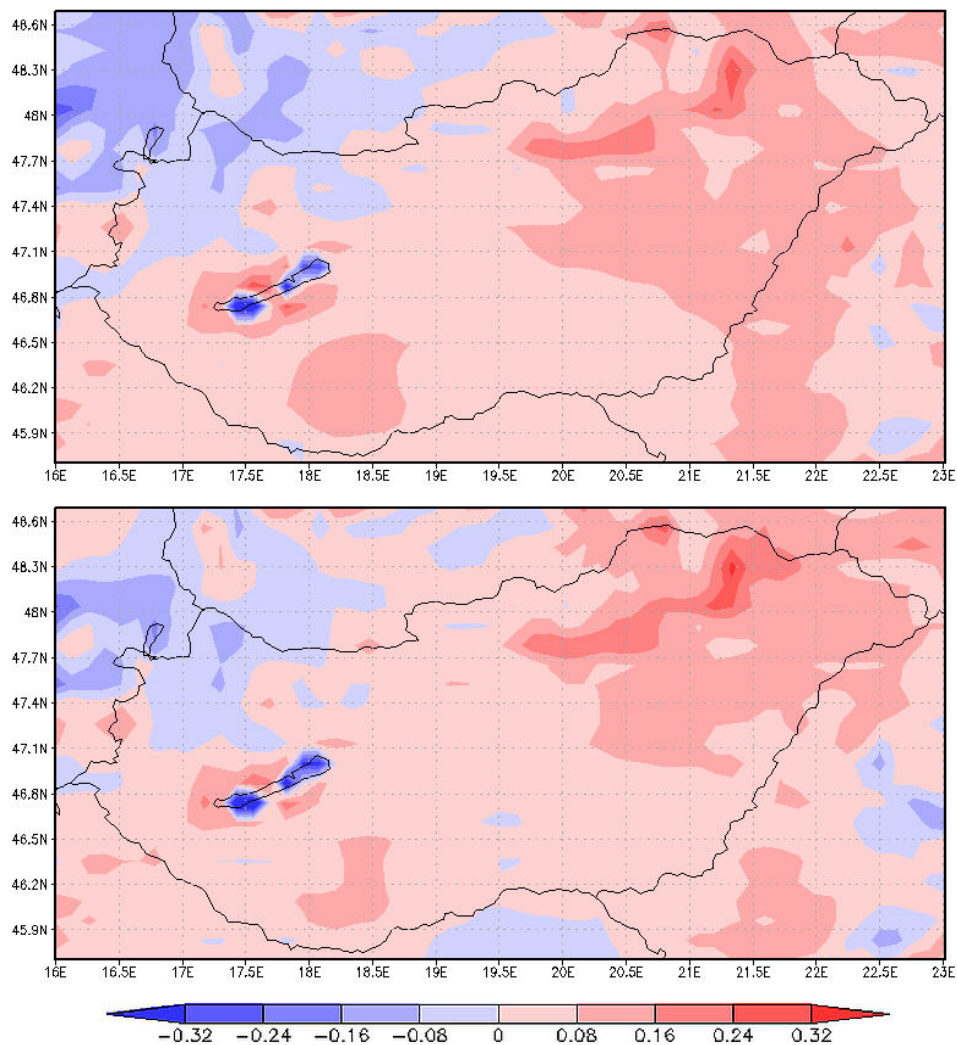 48.6N
48.3N
48N
47.7N
47.4N
47.1N
46.8N
46.5N
46.2N
45.9N
16E 16.5E 17E 17.5E 18E 18.5E 19E 19.5E 20E 20.5E 21E 21.5E 22E 22.5E 23E
48.6N
48.3N
48N
47.7N
47.4N
47.1N
46.8N
46.5N
46.2N
45.9N
16E 16.5E 17E 17.5E 18E 18.5E 19E 19.5E 20E 20.5E 21E 21.5E 22E 22.5E 23E
-0.32 -0.24 -0.16 -0.08 0 0.08 0.16 0.24 0.32